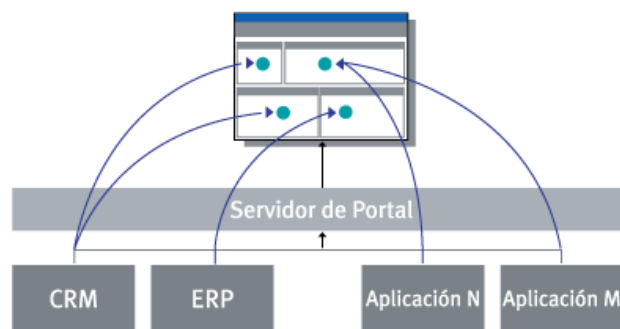 Servidor de Portal
CRM
ERP
Aplicación N
Aplicación M